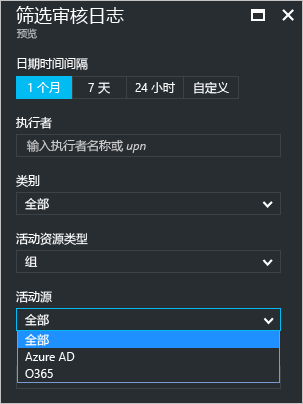 筛选审核日志
预览
日期时间间隔
1 个月 7 天 24 小时 自定义
执行者
输入执行者名称或 upn
类别
全部
活动资源类型
组
活动源
全部
全部
Azure AD
O365